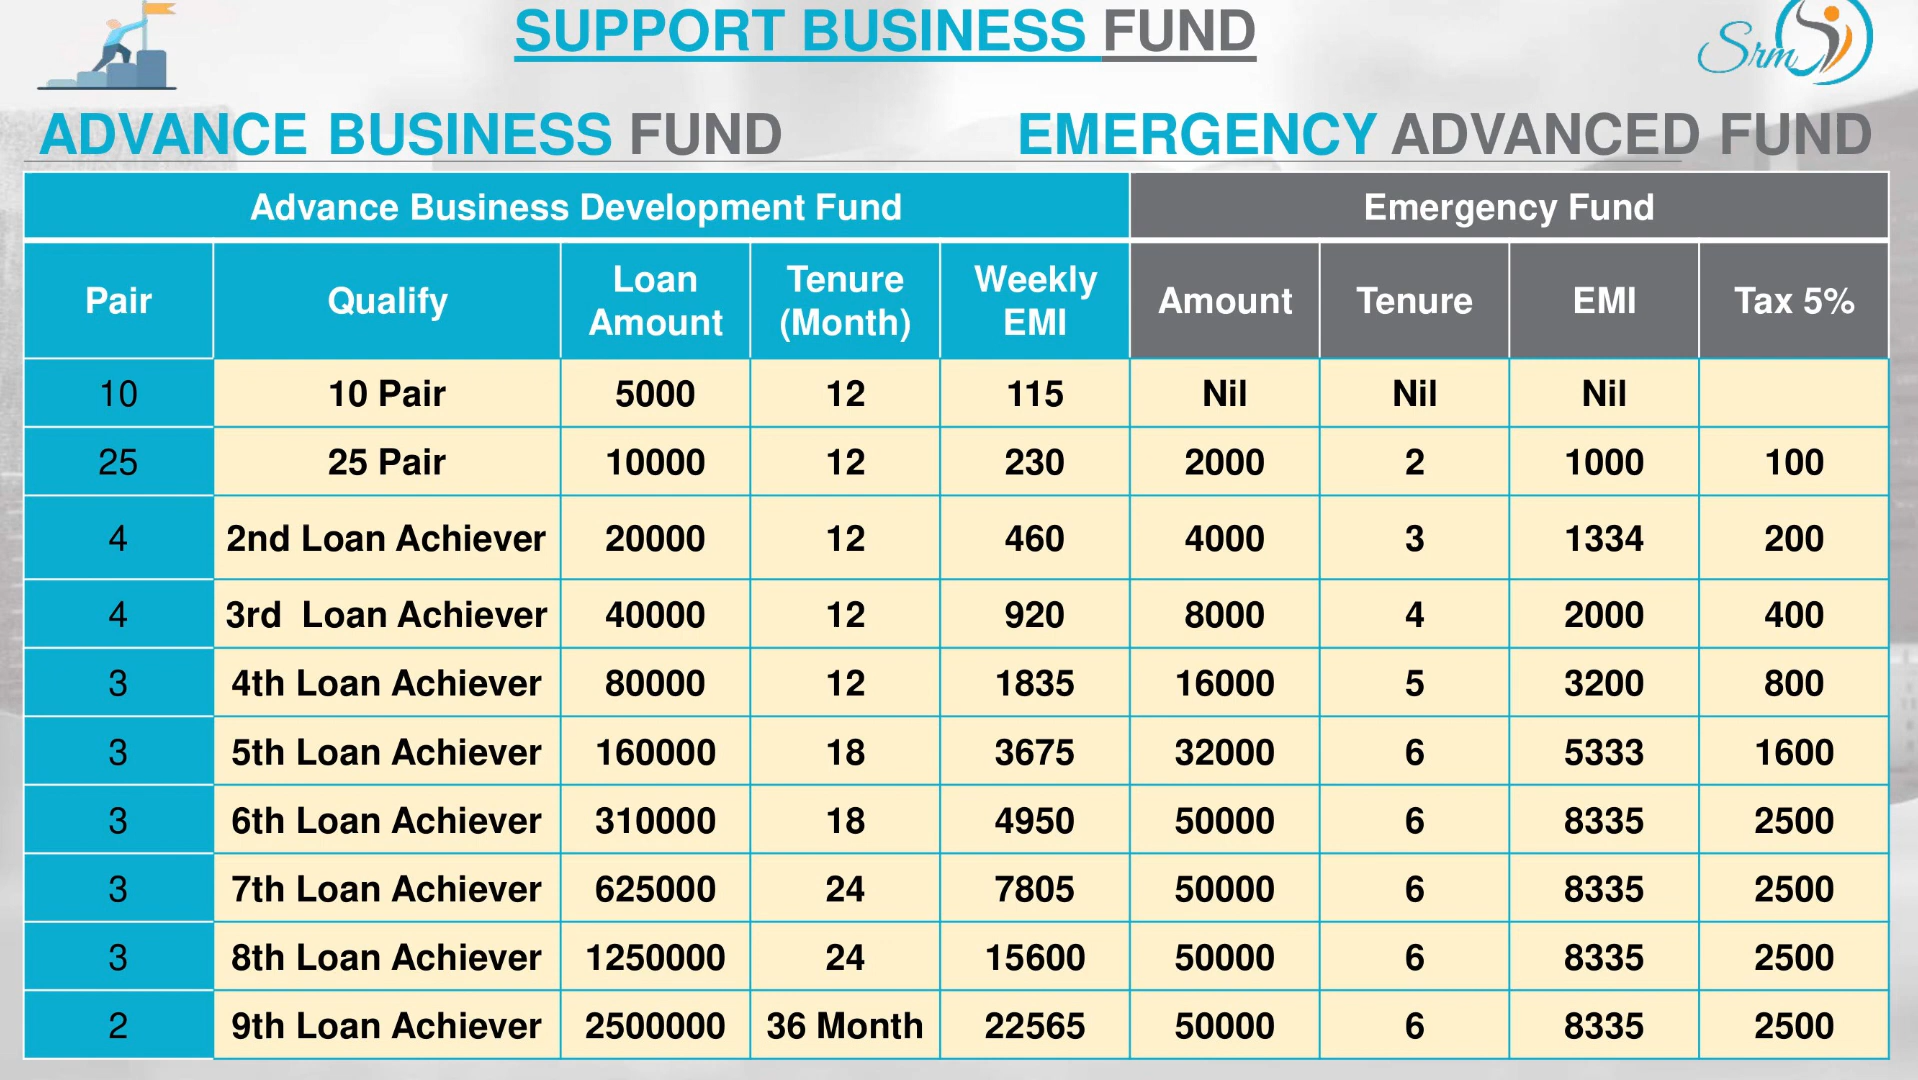 SUPPORT BUSINESS FUND
Srm
ADVANCE BUSINESS FUND EMERGENCY ADVANCED FUND
Advance Business Development Fund Emergency Fund
Pair Qualify Loan Amount Tenure (Month) Weekly EMI Amount Tenure EMI Tax 5%
10 10 Pair 5000 12 115 Nil Nil Nil
25 25 Pair 10000 12 230 2000 2 1000 100
4 2nd Loan Achiever 20000 12 460 4000 3 1334 200
4 3rd Loan Achiever 40000 12 920 8000 4 2000 400
3 4th Loan Achiever 80000 12 1835 16000 5 3200 800
3 5th Loan Achiever 160000 18 3675 32000 6 5333 1600
3 6th Loan Achiever 310000 18 4950 50000 6 8335 2500
3 7th Loan Achiever 625000 24 7805 50000 6 8335 2500
3 8th Loan Achiever 1250000 24 15600 50000 6 8335 2500
2 9th Loan Achiever 2500000 36 Month 22565 50000 6 8335 2500